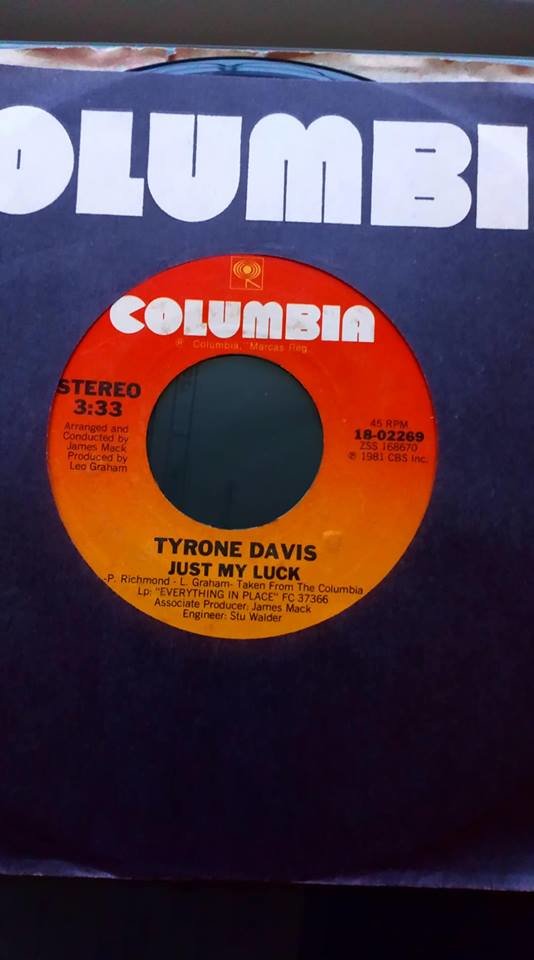 OLUMBI
COLUMBIA
® Columbia, "Marcas Reg.
STEREO
3:33
Arranged and
Conducted by
James Mack
Produced by
Leo Graham
45 RPM
18-02269
ZSS 168670
℗ 1981 CBS Inc.
TYRONE DAVIS
JUST MY LUCK
-P. Richmond - L. Graham- Taken From The Columbia
Lp: "EVERYTHING IN PLACE" FC 37366
Associate Producer: James Mack
Engineer: Stu Walder